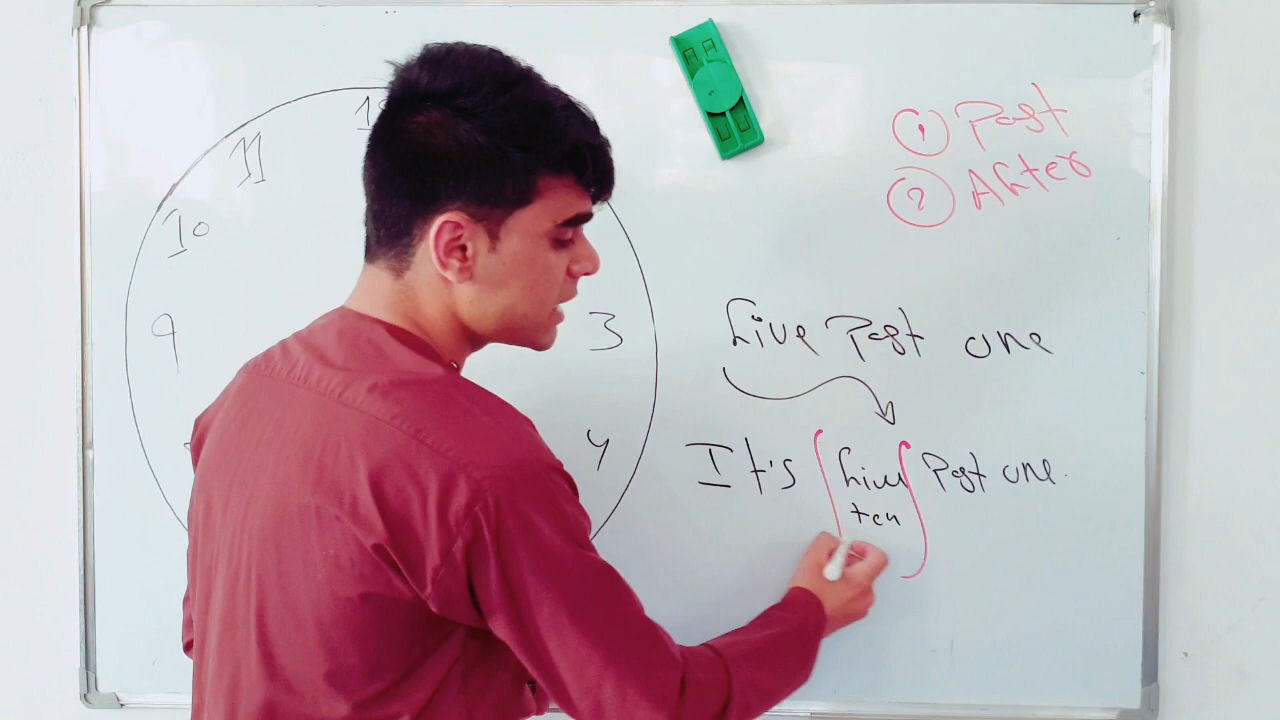 11
10
9
3
4
① Past
② After
five Past one
It's five Past one.
ten